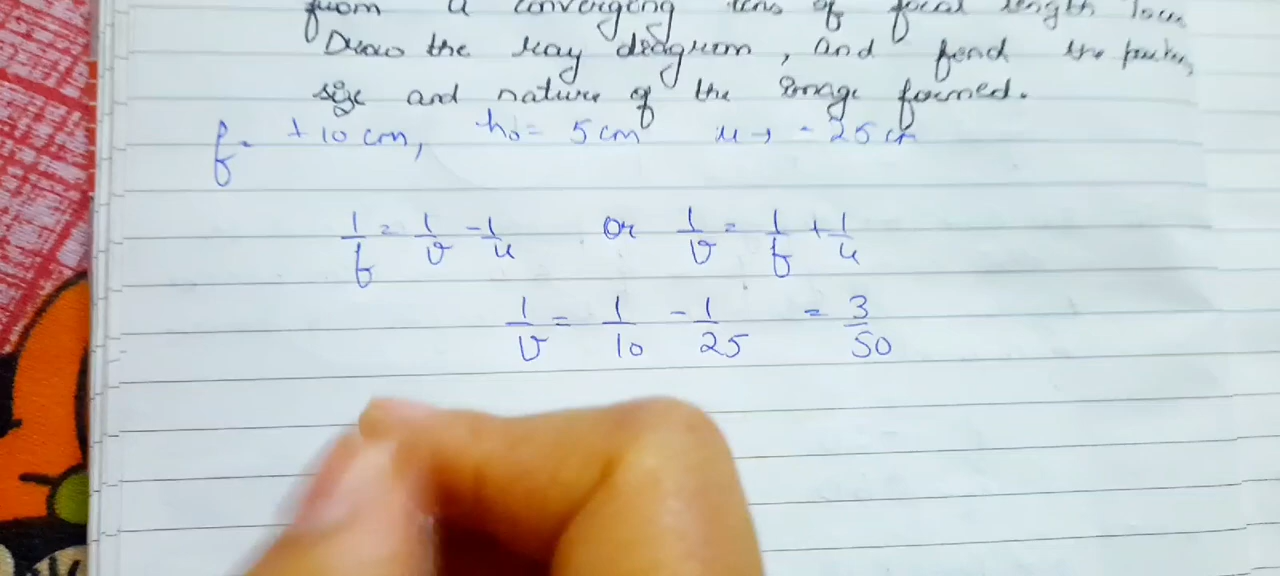 from a converging lens of focal length 10cm
Draw the ray diagram, and find the
size and nature of the image formed.
f = +10 cm, ho = 5 cm u → - 25 cm
1/f = 1/v - 1/u or 1/v = 1/f + 1/u
1/v = 1/10 - 1/25 = 3/50